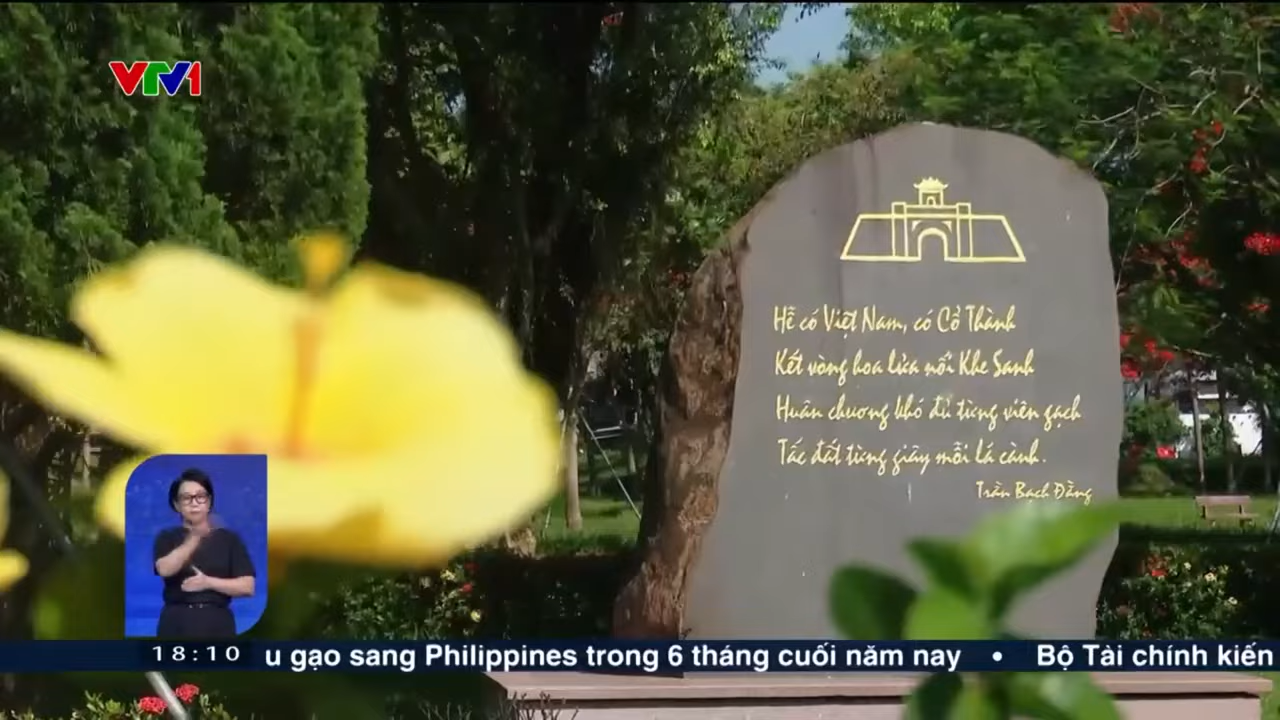 VTV1
Hễ có Việt Nam, có Cổ Thành
Kết vòng hoa lửa nối Khe Sanh
Huân chương khó đủ từng viên gạch
Tấc đất từng giây mỗi lá cành.
Trần Bạch Đằng
18:10 u gạo sang Philippines trong 6 tháng cuối năm nay • Bộ Tài chính kiến